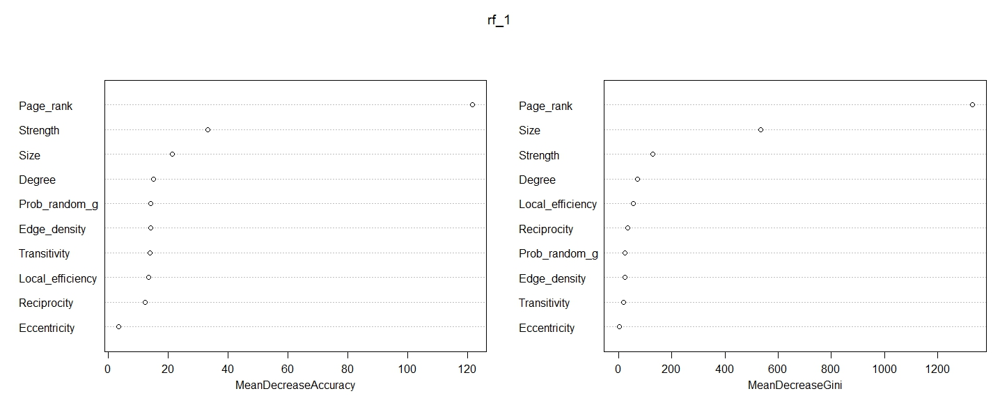 rf_1
Page_rank
Strength
Size
Degree
Prob_random_g
Edge_density
Transitivity
Local_efficiency
Reciprocity
Eccentricity
0 20 40 60 80 100 120
MeanDecreaseAccuracy
Page_rank
Size
Strength
Degree
Local_efficiency
Reciprocity
Prob_random_g
Edge_density
Transitivity
Eccentricity
0 200 400 600 800 1000 1200
MeanDecreaseGini